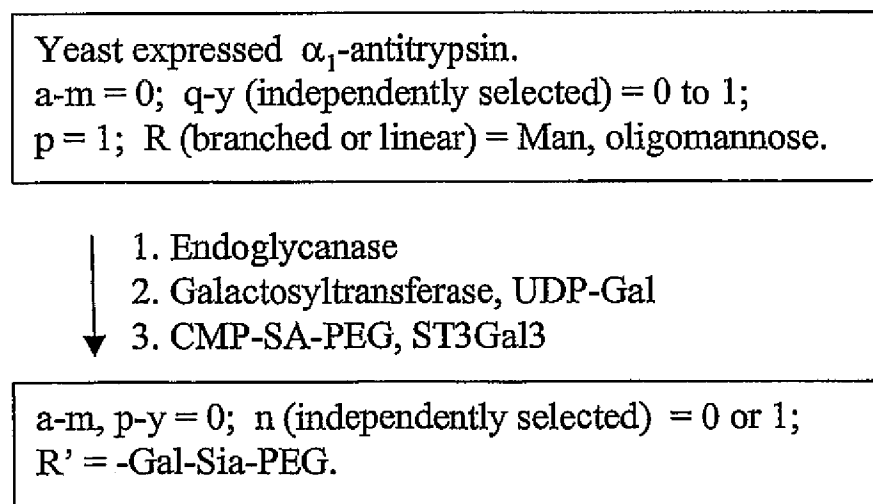 Yeast expressed α₁-antitrypsin.
a-m = 0; q-y (independently selected) = 0 to 1;
p = 1; R (branched or linear) = Man, oligomannose.
1. Endoglycanase
2. Galactosyltransferase, UDP-Gal
3. CMP-SA-PEG, ST3Gal3
a-m, p-y = 0; n (independently selected) = 0 or 1;
R’ = -Gal-Sia-PEG.